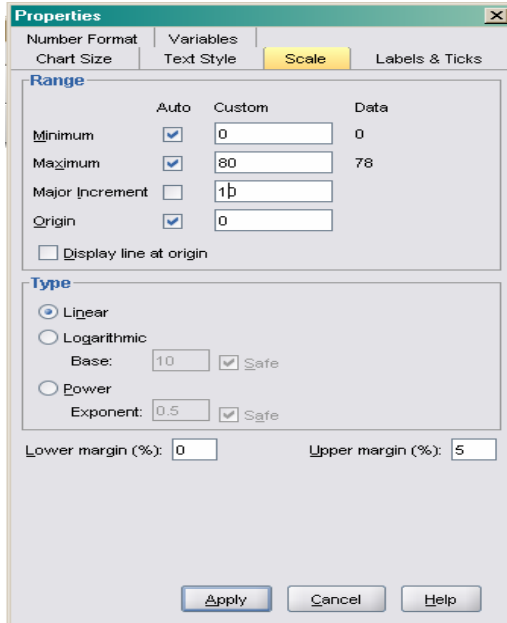 Properties
Number Format Variables
Chart Size Text Style Scale Labels & Ticks
Range
Auto Custom Data
Minimum 0 0
Maximum 80 78
Major Increment 10
Origin 0
Display line at origin
Type
Linear
Logarithmic
Base: 10 Safe
Power
Exponent: 0.5 Safe
Lower margin (%): 0 Upper margin (%): 5
Apply Cancel Help